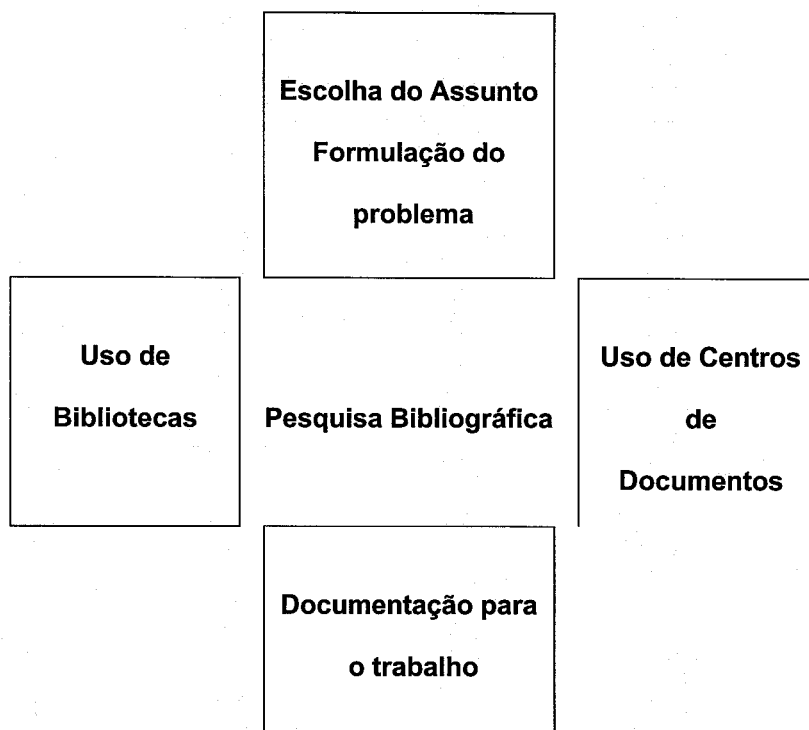 Escolha do Assunto
Formulação do
problema
Uso de
Bibliotecas
Pesquisa Bibliográfica
Uso de Centros
de
Documentos
Documentação para
o trabalho